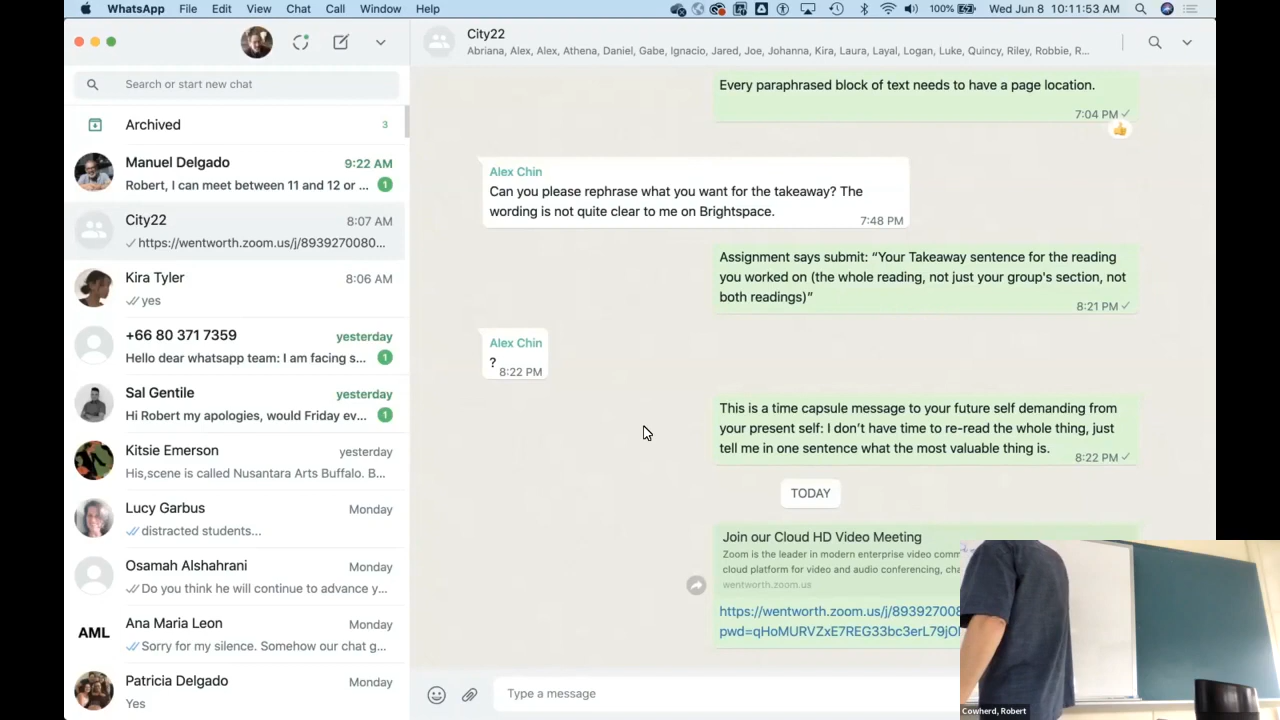 WhatsApp File Edit View Chat Call Window Help 100% Wed Jun 8 10:11:53 AM
City22
Abriana, Alex, Alex, Athena, Daniel, Gabe, Ignacio, Jared, Joe, Johanna, Kira, Laura, Layal, Logan, Luke, Quincy, Riley, Robbie, R...
Search or start new chat
Archived 3
Manuel Delgado 9:22 AM
Robert, I can meet between 11 and 12 or ... 1
City22 8:07 AM
https://wentworth.zoom.us/j/8939270080...
Kira Tyler 8:06 AM
yes
+66 80 371 7359 yesterday
Hello dear whatsapp team: I am facing s... 1
Sal Gentile yesterday
Hi Robert my apologies, would Friday ev... 1
Kitsie Emerson yesterday
His,scene is called Nusantara Arts Buffalo. B...
Lucy Garbus Monday
distracted students...
Osamah Alshahrani Monday
Do you think he will continue to advance y...
AML
Ana Maria Leon Monday
Sorry for my silence. Somehow our chat g...
Patricia Delgado Monday
Yes
Every paraphrased block of text needs to have a page location.
7:04 PM
Alex Chin
Can you please rephrase what you want for the takeaway? The
wording is not quite clear to me on Brightspace.
7:48 PM
Assignment says submit: “Your Takeaway sentence for the reading
you worked on (the whole reading, not just your group's section, not
both readings)”
8:21 PM
Alex Chin
?
8:22 PM
This is a time capsule message to your future self demanding from
your present self: I don’t have time to re-read the whole thing, just
tell me in one sentence what the most valuable thing is.
8:22 PM
TODAY
Join our Cloud HD Video Meeting
Zoom is the leader in modern enterprise video comm
cloud platform for video and audio conferencing, cha
wentworth.zoom.us
https://wentworth.zoom.us/j/893927008
pwd=qHoMURVZxE7REG33bc3erL79jO
Type a message
Cowherd, Robert